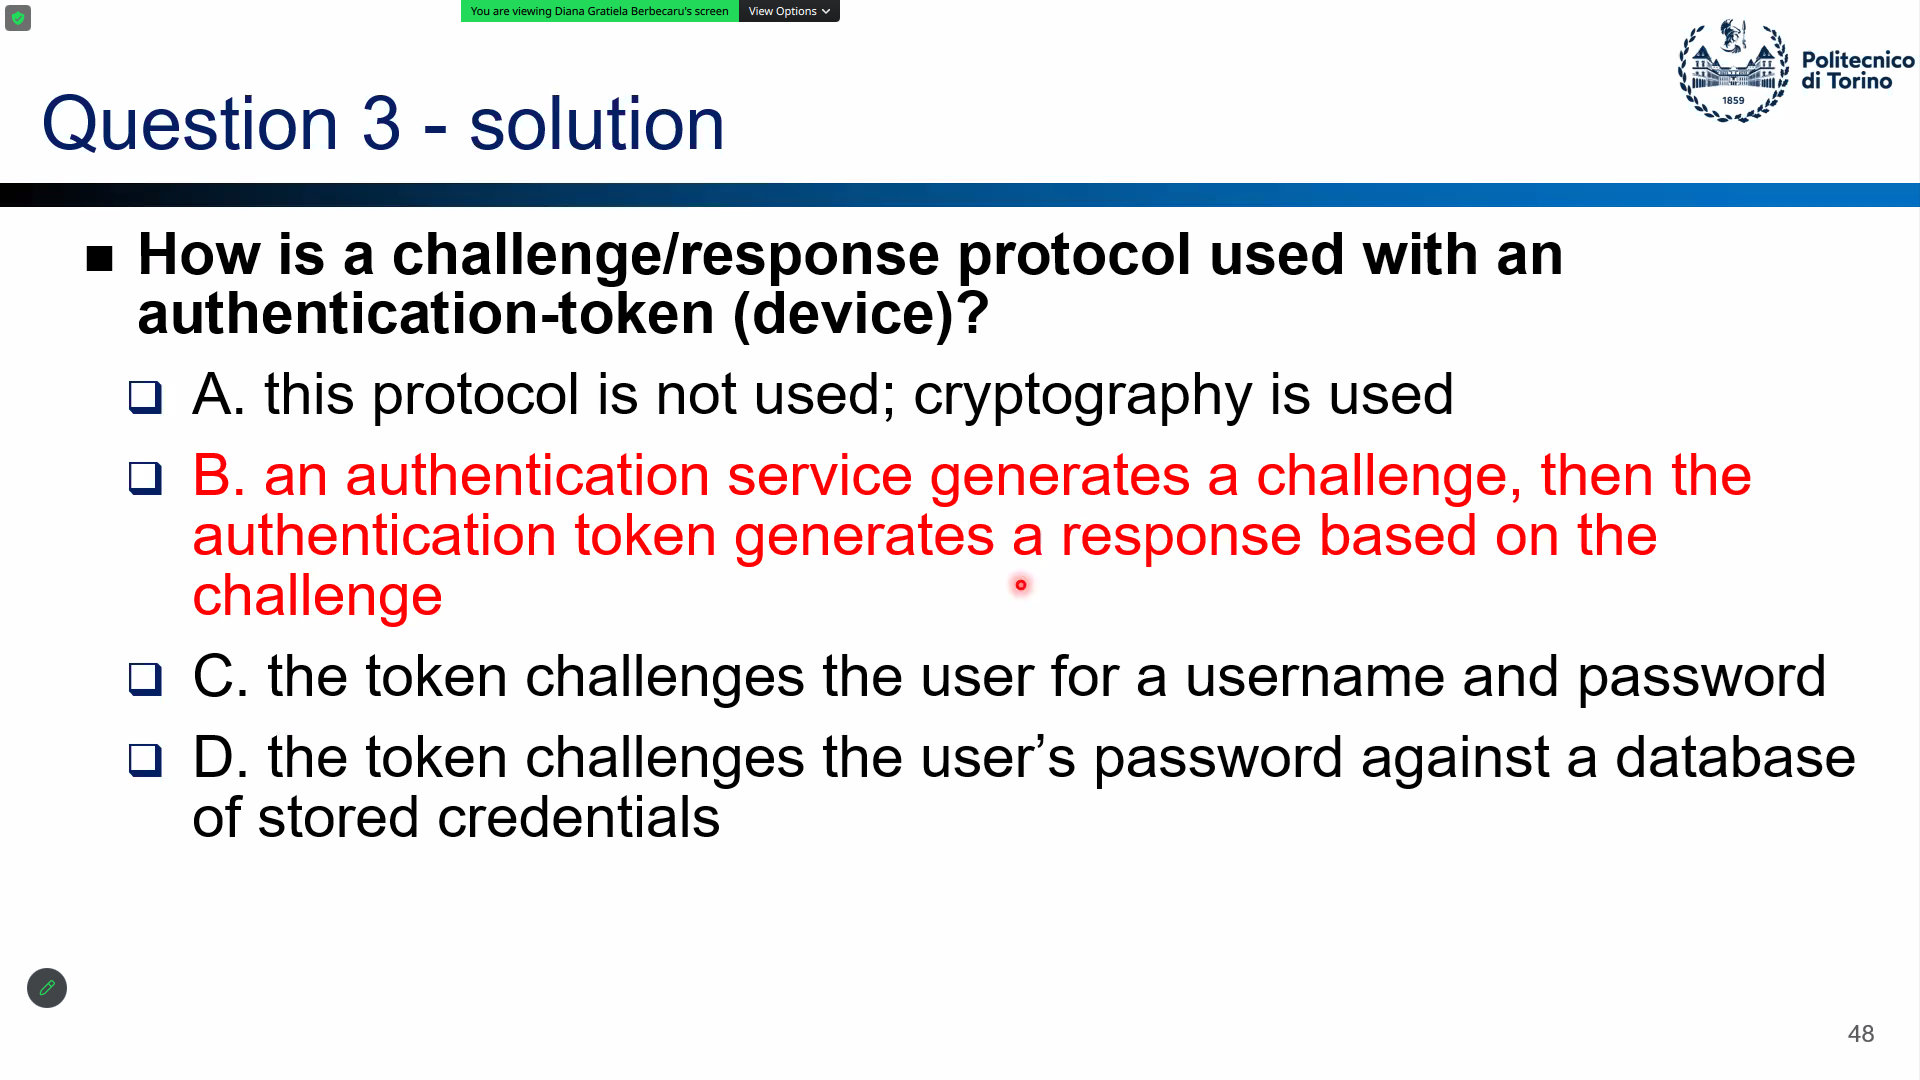 You are viewing Diana Gratiela Berbecaru's screen
View Options
Politecnico
di Torino
1859
Question 3 - solution
How is a challenge/response protocol used with an
authentication-token (device)?
A. this protocol is not used; cryptography is used
B. an authentication service generates a challenge, then the
authentication token generates a response based on the
challenge
C. the token challenges the user for a username and password
D. the token challenges the user’s password against a database
of stored credentials
48